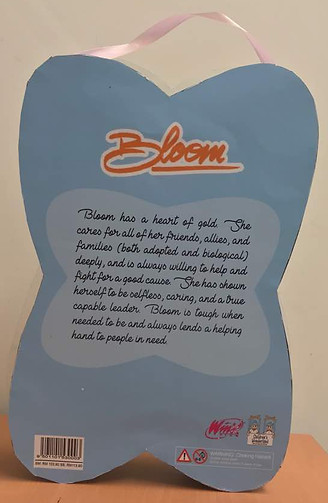 Bloom
Bloom has a heart of gold. She
cares for all of her friends, allies, and
families (both adopted and biological)
deeply, and is always willing to help and
fight for a good cause. She has shown
herself to be selfless, caring, and a true
capable leader. Bloom is tough when
needed to be and always lends a helping
hand to people in need.
Winx
WARNING: